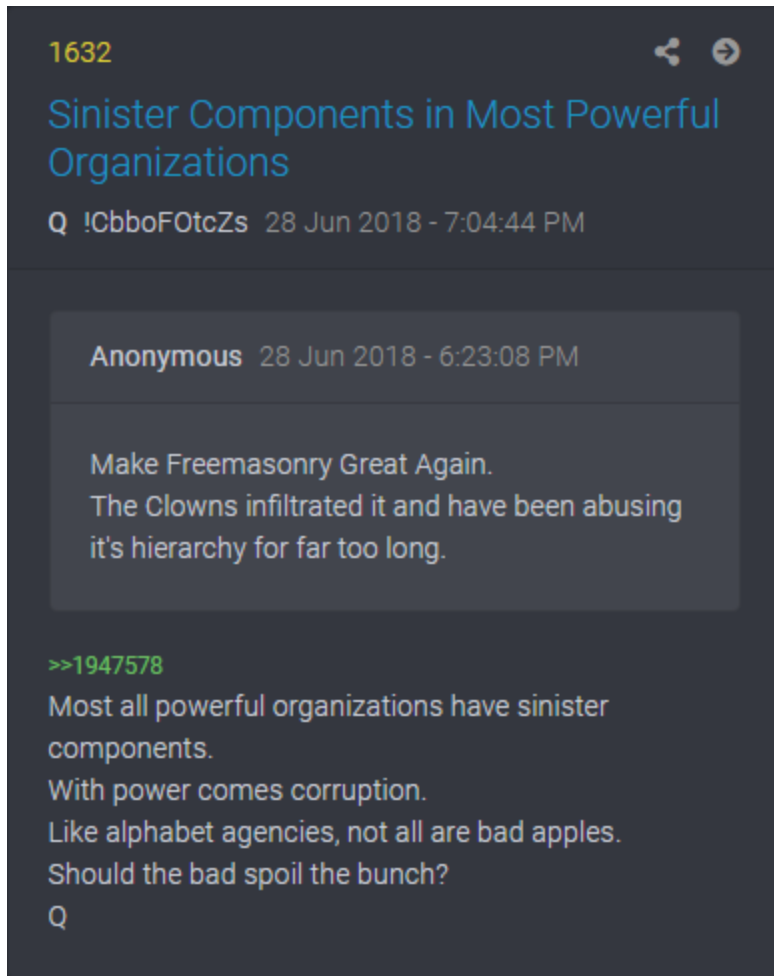 1632
Sinister Components in Most Powerful
Organizations
Q !CbboFOtcZs 28 Jun 2018 - 7:04:44 PM
Anonymous 28 Jun 2018 - 6:23:08 PM
Make Freemasonry Great Again.
The Clowns infiltrated it and have been abusing
it's hierarchy for far too long.
>>1947578
Most all powerful organizations have sinister
components.
With power comes corruption.
Like alphabet agencies, not all are bad apples.
Should the bad spoil the bunch?
Q